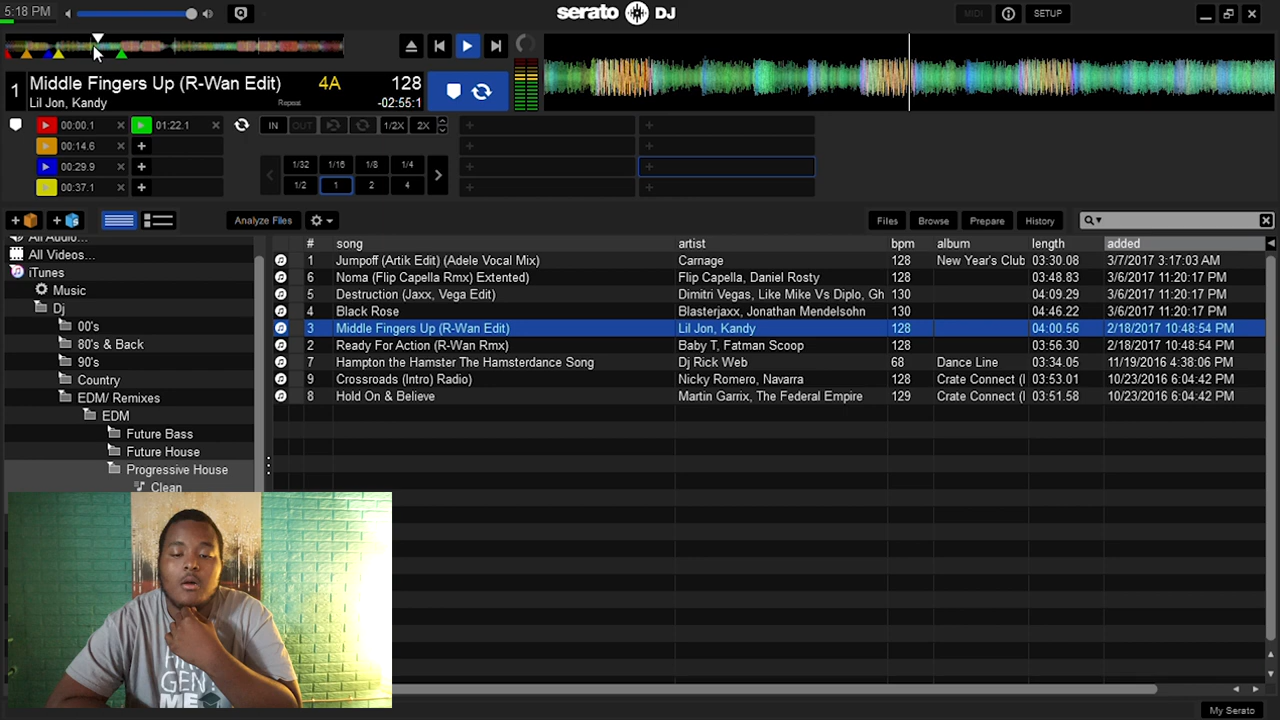 5:18 PM
serato DJ
MIDI
SETUP
1
Middle Fingers Up (R-Wan Edit)
4A
128
Lil Jon, Kandy
Repeat
-02:55:1
00:00.1
01:22.1
IN
OUT
1/2X
2X
00:14.6
00:29.9
1/32
1/16
1/8
1/4
00:37.1
1/2
1
2
4
Analyze Files
Files
Browse
Prepare
History
All Audio...
All Videos...
iTunes
Music
Dj
00's
80's & Back
90's
Country
EDM/ Remixes
EDM
Future Bass
Future House
Progressive House
Clean
# song artist bpm album length added
1 Jumpoff (Artik Edit) (Adele Vocal Mix) Carnage 128 New Year's Club 03:30.08 3/7/2017 3:17:03 AM
6 Noma (Flip Capella Rmx) Extented) Flip Capella, Daniel Rosty 128 03:48.83 3/6/2017 11:20:17 PM
5 Destruction (Jaxx, Vega Edit) Dimitri Vegas, Like Mike Vs Diplo, Gh 130 04:09.29 3/6/2017 11:20:17 PM
4 Black Rose Blasterjaxx, Jonathan Mendelsohn 130 04:46.22 3/6/2017 11:20:17 PM
3 Middle Fingers Up (R-Wan Edit) Lil Jon, Kandy 128 04:00.56 2/18/2017 10:48:54 PM
2 Ready For Action (R-Wan Rmx) Baby T, Fatman Scoop 128 03:56.30 2/18/2017 10:48:54 PM
7 Hampton the Hamster The Hamsterdance Song Dj Rick Web 68 Dance Line 03:34.05 11/19/2016 4:38:06 PM
9 Crossroads (Intro) Radio) Nicky Romero, Navarra 128 Crate Connect (I 03:53.01 10/23/2016 6:04:42 PM
8 Hold On & Believe Martin Garrix, The Federal Empire 129 Crate Connect (I 03:51.58 10/23/2016 6:04:42 PM
GEN
ME
My Serato